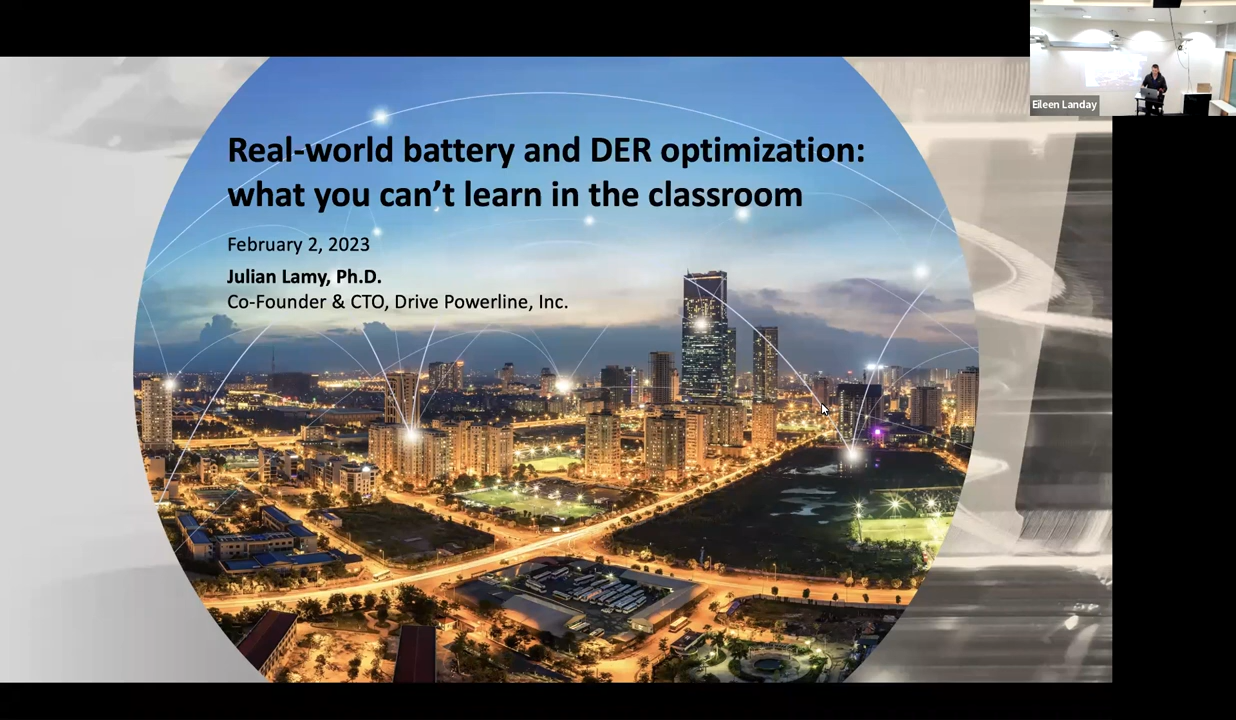 Real-world battery and DER optimization:
what you can’t learn in the classroom
February 2, 2023
Julian Lamy, Ph.D.
Co-Founder & CTO, Drive Powerline, Inc.
Eileen Landay